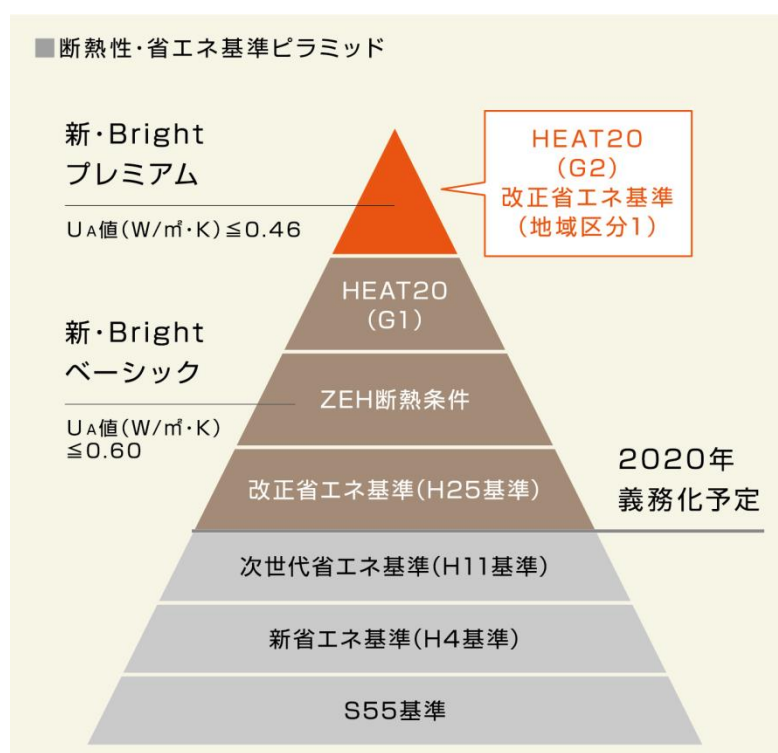 ■断熱性・省エネ基準ピラミッド
新・Bright
プレミアム
UA値(W/㎡・K)≦0.46
HEAT20
(G2)
改正省エネ基準
(地域区分1)
HEAT20
(G1)
新・Bright
ベーシック
UA値(W/㎡・K)
≦0.60
ZEH断熱条件
改正省エネ基準(H25基準)
2020年
義務化予定
次世代省エネ基準(H11基準)
新省エネ基準(H4基準)
S55基準